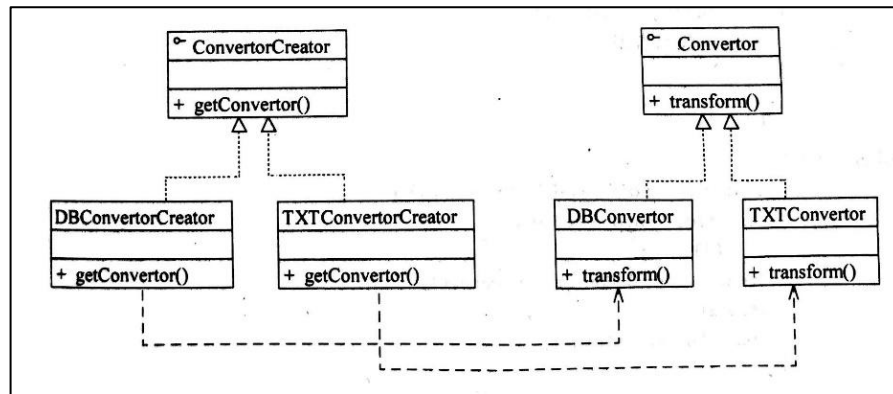 ConvertorCreator
+ getConvertor()
Convertor
+ transform()
DBConvertorCreator
+ getConvertor()
TXTConvertorCreator
+ getConvertor()
DBConvertor
+ transform()
TXTConvertor
+ transform()